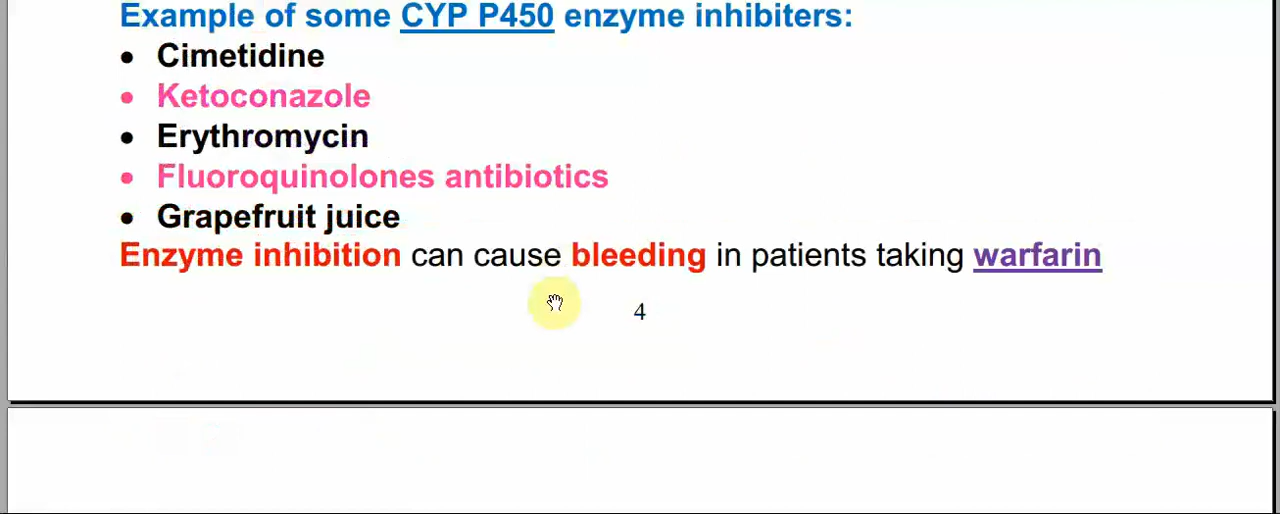 Example of some CYP P450 enzyme inhibiters:
• Cimetidine
• Ketoconazole
• Erythromycin
• Fluoroquinolones antibiotics
• Grapefruit juice
Enzyme inhibition can cause bleeding in patients taking warfarin
4